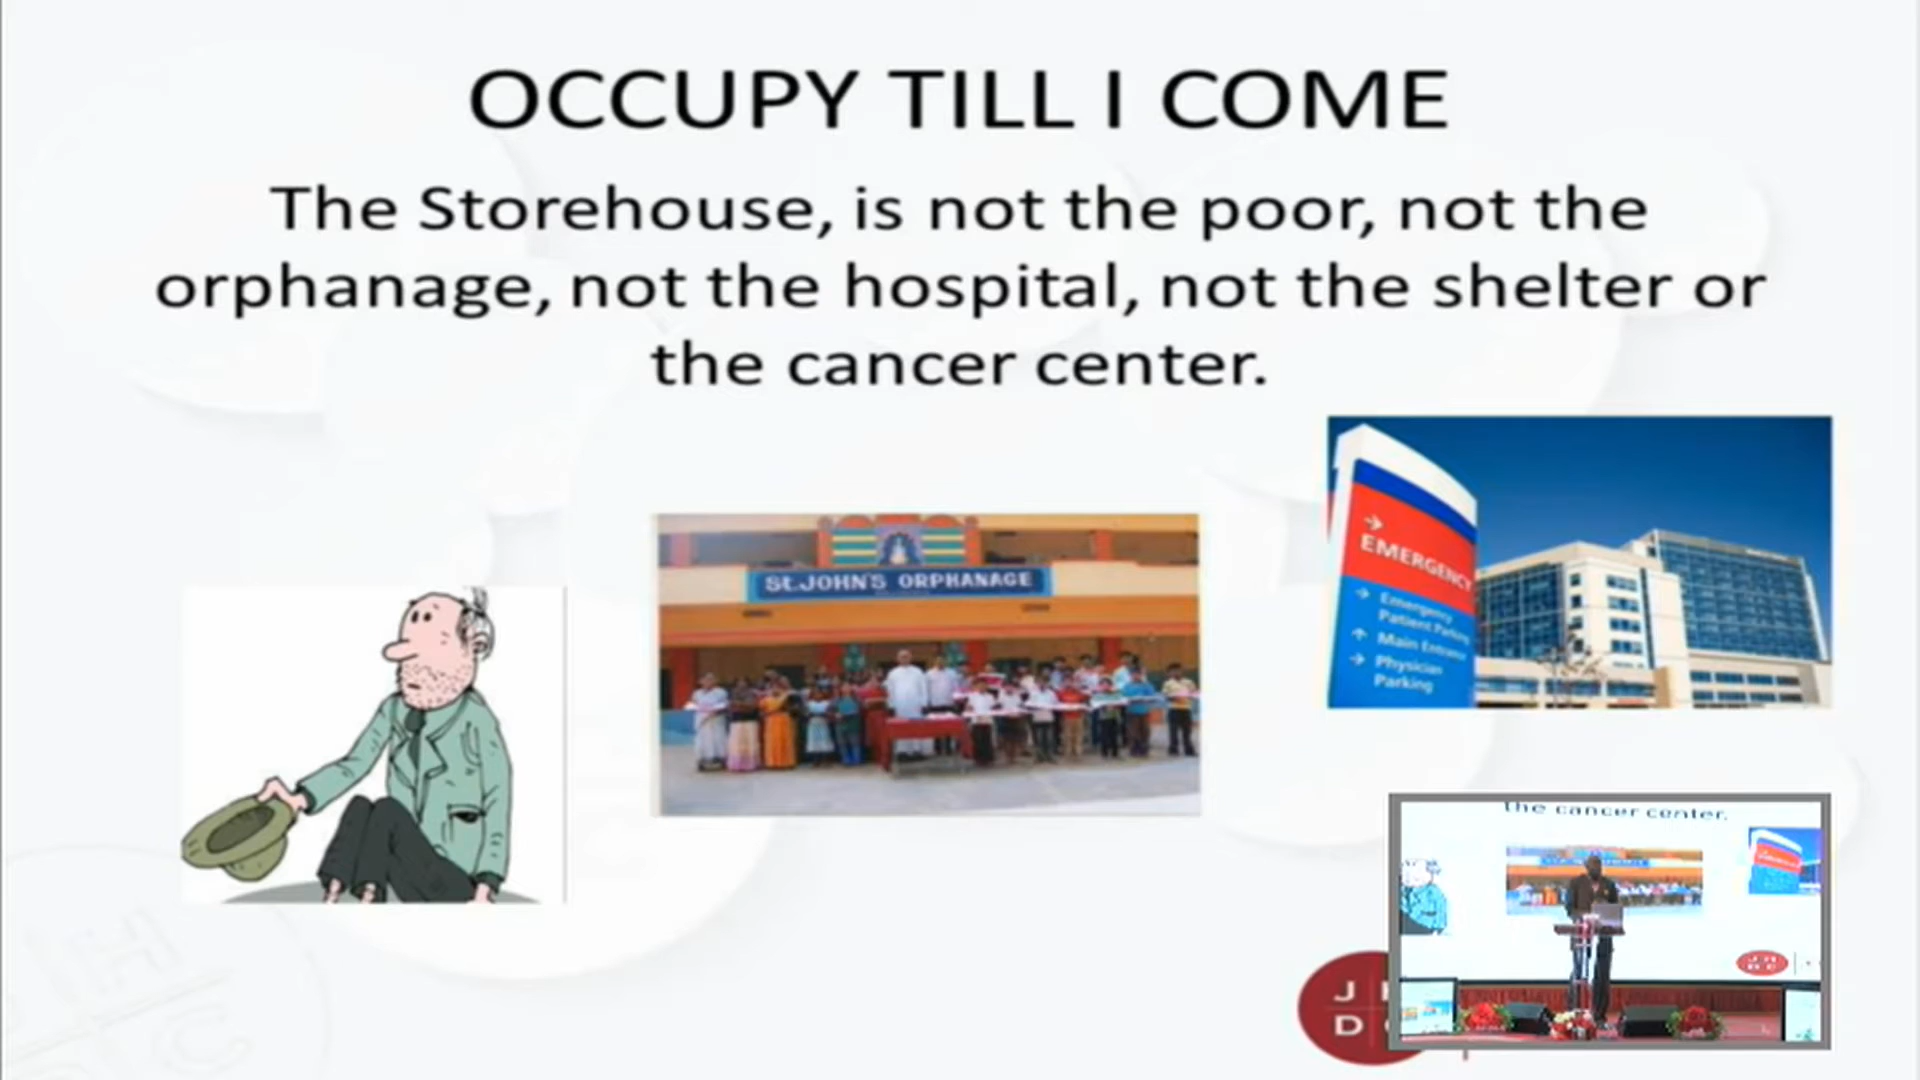 OCCUPY TILL I COME
The Storehouse, is not the poor, not the
orphanage, not the hospital, not the shelter or
the cancer center.
St.JOHN'S ORPHANAGE
EMERGENCY
Emergency
Patient Parking
Main Entrance
Physician
Parking
the cancer center.
J
D
J H
D C